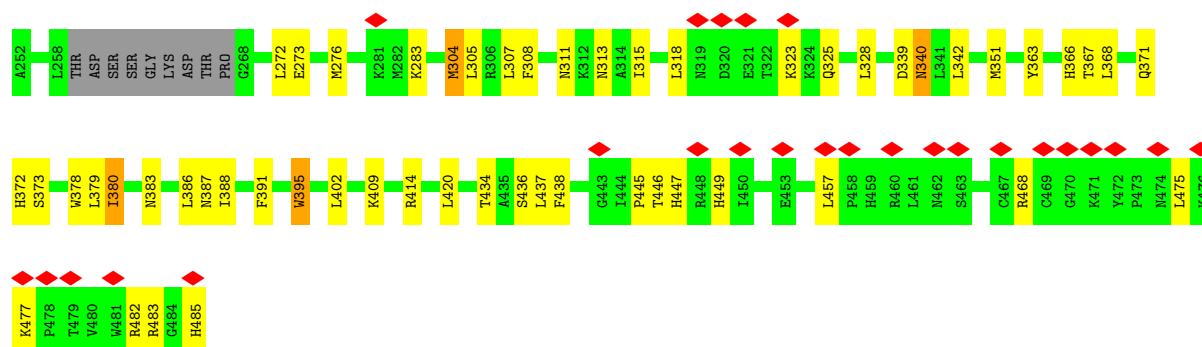 A252 L258 THR ASP SER SER GLY LYS ASP THR PRO G268 L272 E273 M276 K281 M282 K283 M304 L305 R306 L307 F308 N311 K312 N313 A314 I315 L318 N319 D320 E321 T322 K323 K324 Q325 L328 D339 N340 L341 L342 M351 Y363 H366 T367 L368 Q371
H372 S373 W378 L379 I380 N383 L386 N387 I388 F391 W395 L402 K409 R414 L420 T434 A435 S436 L437 F438 G443 I444 P445 T446 H447 R448 H449 I450 E453 L457 P458 H459 R460 L461 N462 S463 C467 R468 C469 G470 K471 Y472 P473 N474 L475 K476
K477 P478 T479 V480 W481 R482 R483 G484 H485